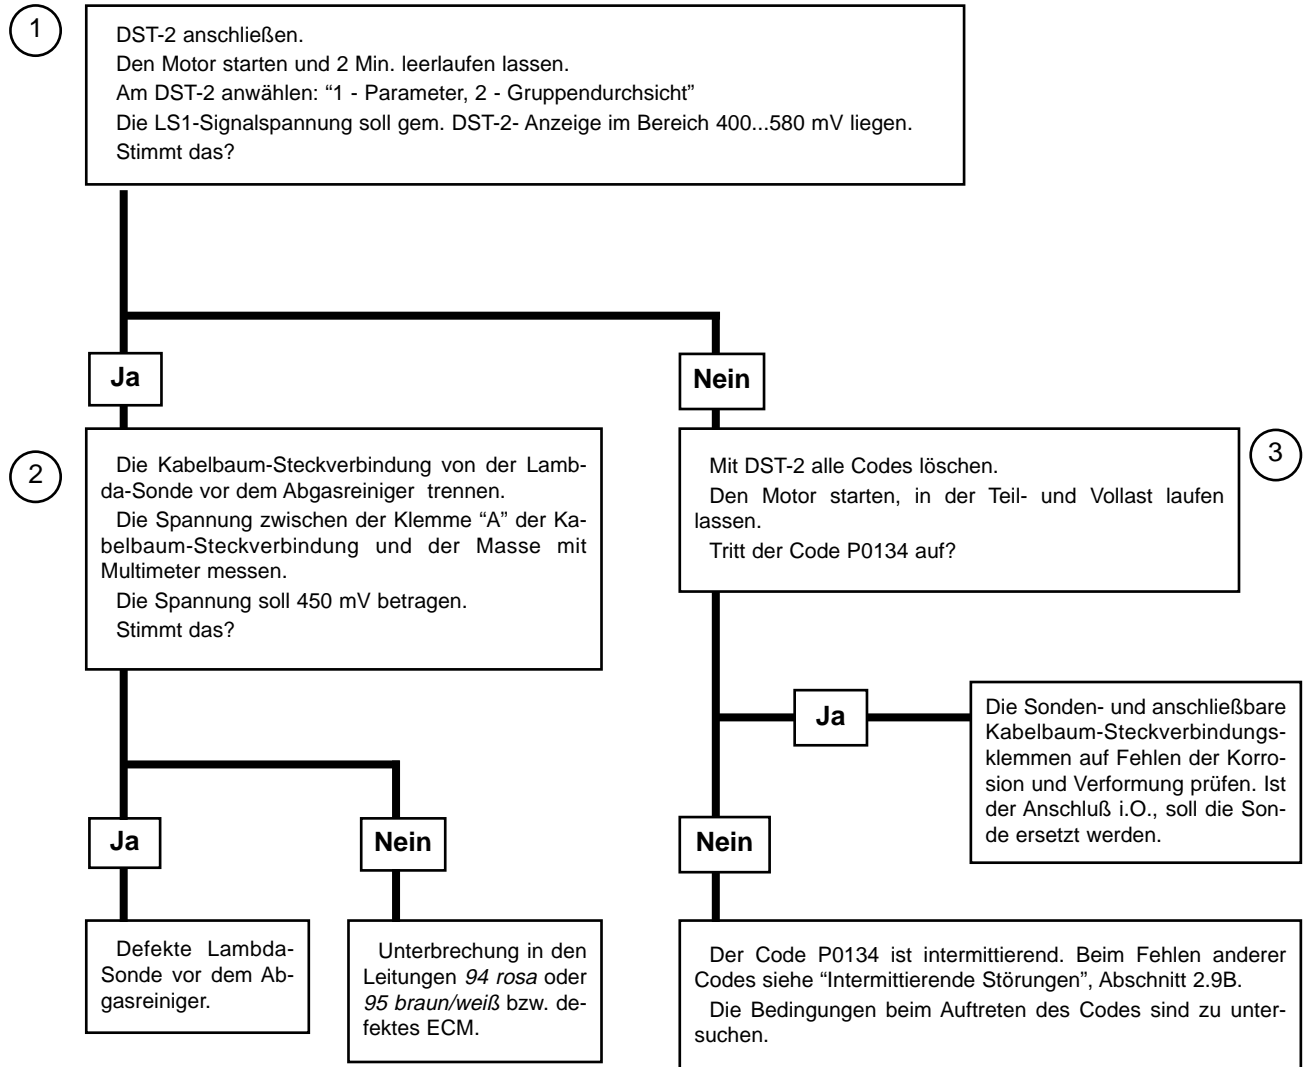 1
DST-2 anschließen.
Den Motor starten und 2 Min. leerlaufen lassen.
Am DST-2 anwählen: “1 - Parameter, 2 - Gruppendurchsicht”
Die LS1-Signalspannung soll gem. DST-2- Anzeige im Bereich 400...580 mV liegen.
Stimmt das?
Ja
Nein
2
Die Kabelbaum-Steckverbindung von der Lamb-
da-Sonde vor dem Abgasreiniger trennen.
Die Spannung zwischen der Klemme “A” der Ka-
belbaum-Steckverbindung und der Masse mit
Multimeter messen.
Die Spannung soll 450 mV betragen.
Stimmt das?
3
Mit DST-2 alle Codes löschen.
Den Motor starten, in der Teil- und Vollast laufen
lassen.
Tritt der Code P0134 auf?
Ja
Die Sonden- und anschließbare
Kabelbaum-Steckverbindungs-
klemmen auf Fehlen der Korro-
sion und Verformung prüfen. Ist
der Anschluß i.O., soll die Son-
de ersetzt werden.
Ja
Nein
Nein
Defekte Lambda-
Sonde vor dem Ab-
gasreiniger.
Unterbrechung in den
Leitungen 94 rosa oder
95 braun/weiß bzw. de-
fektes ECM.
Der Code P0134 ist intermittierend. Beim Fehlen anderer
Codes siehe “Intermittierende Störungen”, Abschnitt 2.9B.
Die Bedingungen beim Auftreten des Codes sind zu unter-
suchen.